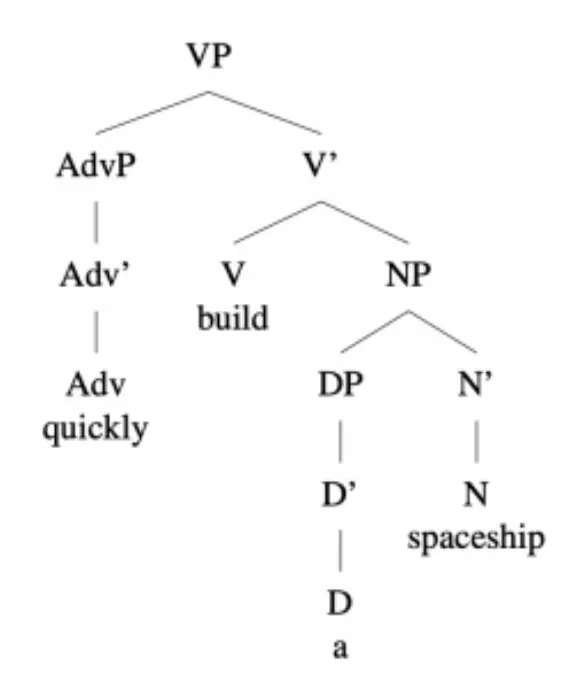 VP
AdvP V’
Adv’ V NP
build
Adv DP N’
quickly
D’ N
spaceship
D
a